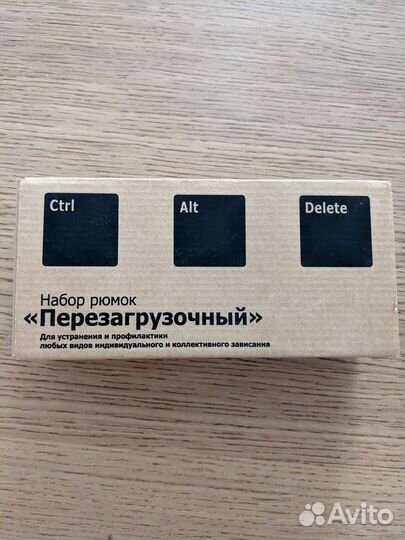 Ctrl
Alt
Delete
Набор рюмок
«Перезагрузочный»
Для устранения и профилактики
любых видов индивидуального и коллективного зависания
Avito